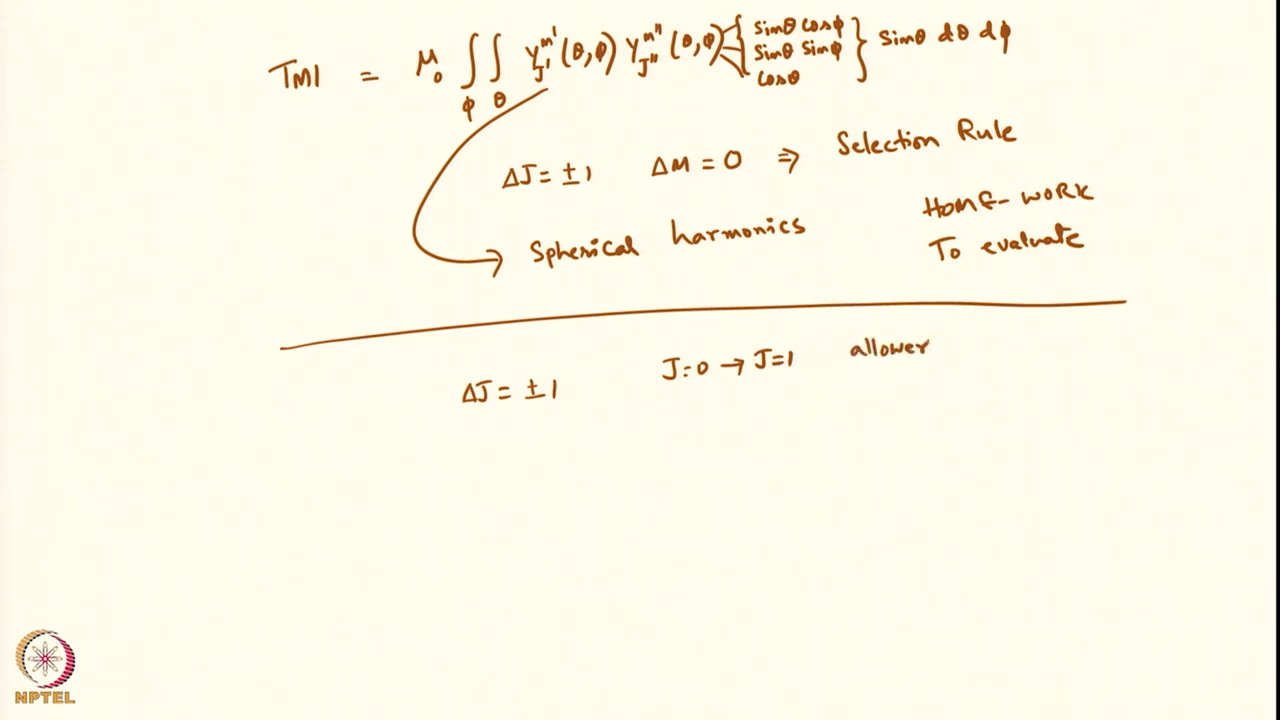 TMI = μ₀ ∫∫ Y_J'^m' (θ,φ) Y_J''^m'' (θ,φ) { Sinθ Cosφ
Sinθ Sinφ
Cosθ } Sinθ dθ dφ
φ θ
ΔJ = ±1 ΔM = 0 ⇒ Selection Rule
Spherical harmonics
HOME-WORK
To evaluate
ΔJ = ±1 J=0 → J=1 allower
NPTEL